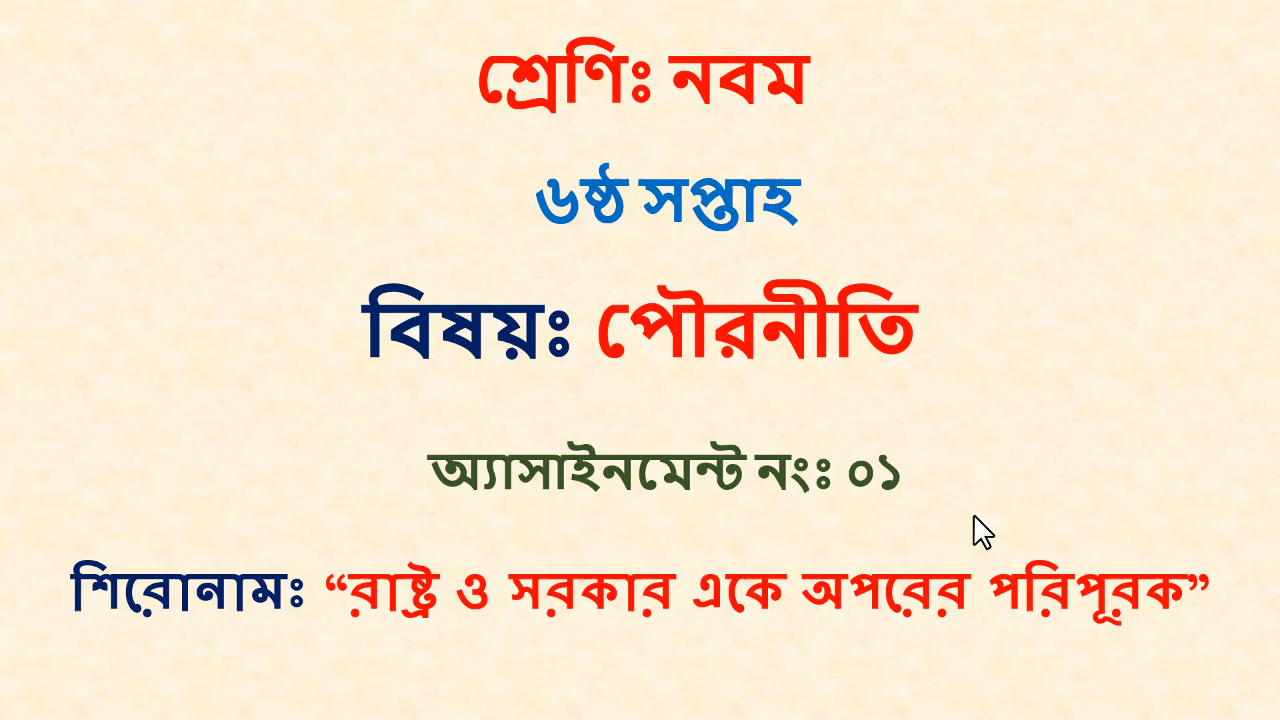 শ্রেণিঃ নবম
৬ষ্ঠ সপ্তাহ
বিষয়ঃ পৌরনীতি
অ্যাসাইনমেন্ট নংঃ ০১
শিরোনামঃ “রাষ্ট্র ও সরকার একে অপরের পরিপূরক”